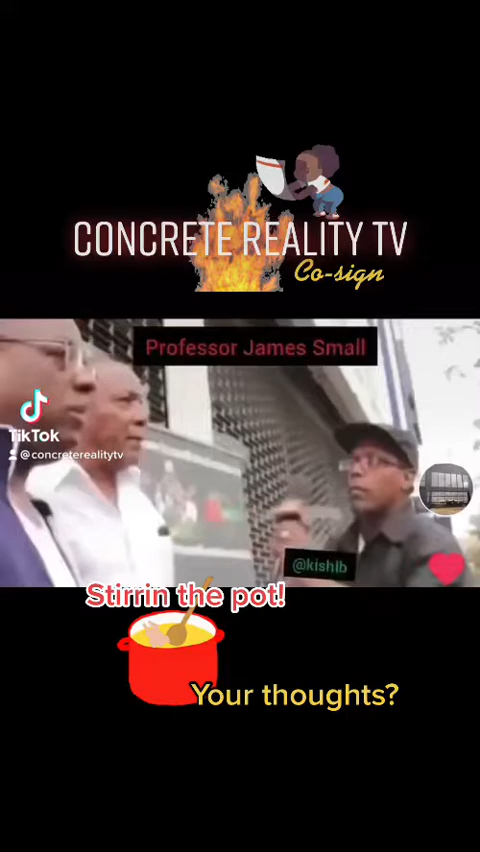 CONCRETE REALITY TV
Co-sign
Professor James Small
TikTok
@concreterealitytv
@kishlb
Stirrin the pot!
Your thoughts?